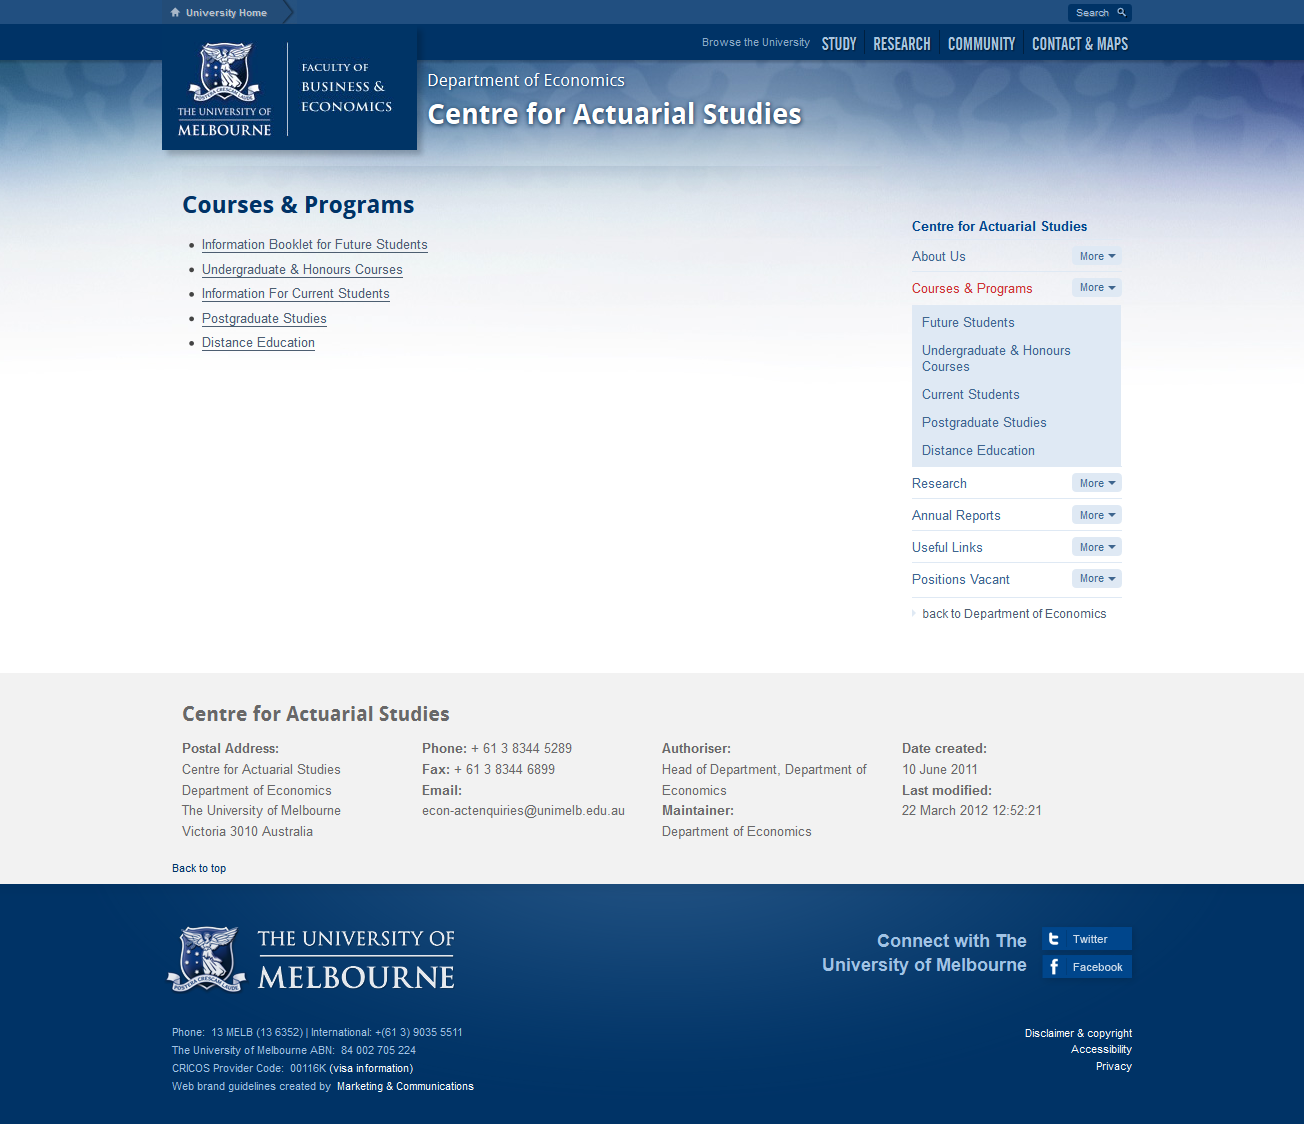 University Home
Search
Browse the University STUDY RESEARCH COMMUNITY CONTACT & MAPS
THE UNIVERSITY OF
MELBOURNE
FACULTY OF
BUSINESS &
ECONOMICS
Department of Economics
Centre for Actuarial Studies
Courses & Programs
Information Booklet for Future Students
Undergraduate & Honours Courses
Information For Current Students
Postgraduate Studies
Distance Education
Centre for Actuarial Studies
About Us More
Courses & Programs More
Future Students
Undergraduate & Honours
Courses
Current Students
Postgraduate Studies
Distance Education
Research More
Annual Reports More
Useful Links More
Positions Vacant More
back to Department of Economics
Centre for Actuarial Studies
Postal Address:
Centre for Actuarial Studies
Department of Economics
The University of Melbourne
Victoria 3010 Australia
Phone: + 61 3 8344 5289
Fax: + 61 3 8344 6899
Email:
econ-actenquiries@unimelb.edu.au
Authoriser:
Head of Department, Department of
Economics
Maintainer:
Department of Economics
Date created:
10 June 2011
Last modified:
22 March 2012 12:52:21
Back to top
THE UNIVERSITY OF
MELBOURNE
Connect with The
University of Melbourne
Twitter
Facebook
Phone: 13 MELB (13 6352) | International: +(61 3) 9035 5511
The University of Melbourne ABN: 84 002 705 224
CRICOS Provider Code: 00116K (visa information)
Web brand guidelines created by Marketing & Communications
Disclaimer & copyright
Accessibility
Privacy